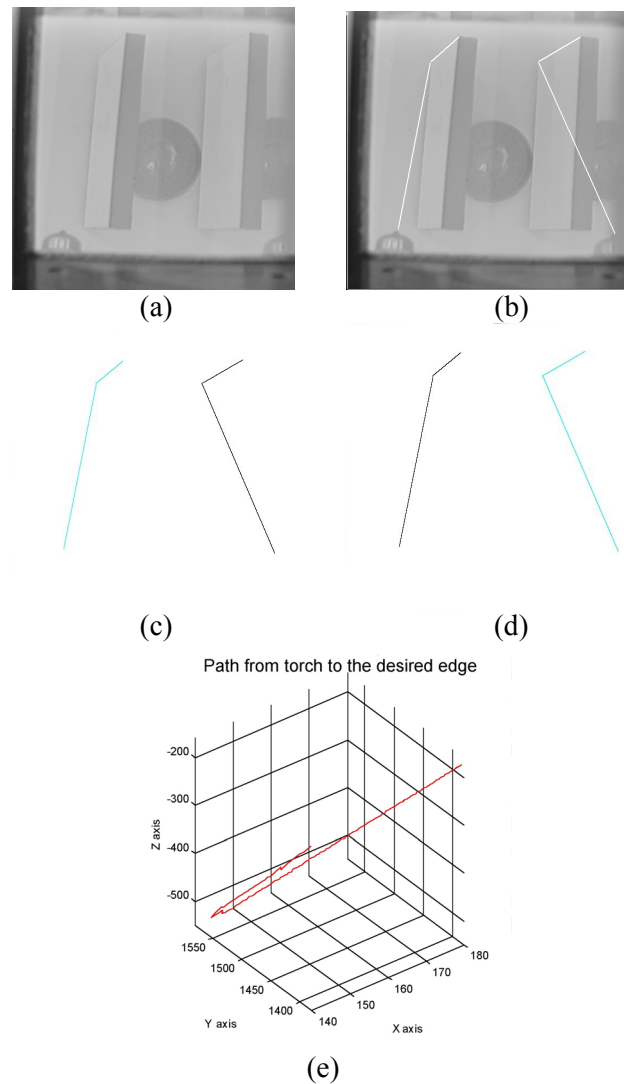 (a) (b)
(c) (d)
Path from torch to the desired edge
-200
-300
-400
-500
Z axis
1550
1500
1450
1400
Y axis
140
150
160
170
180
X axis
(e)